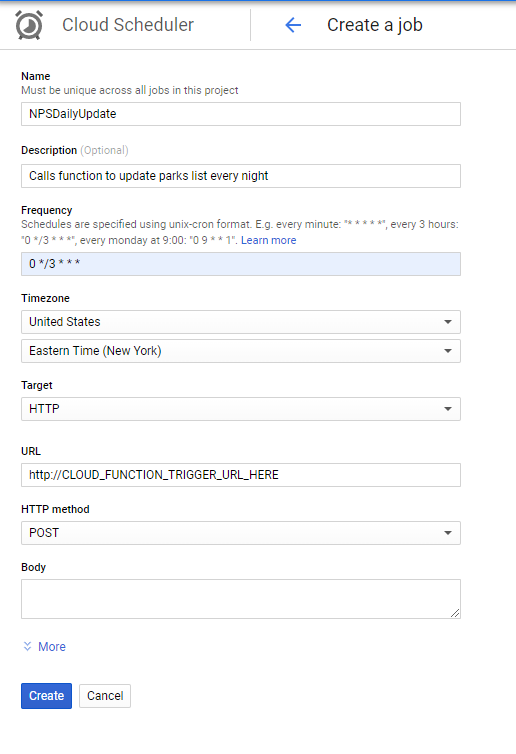 Cloud Scheduler
Create a job
Name
Must be unique across all jobs in this project
NPSDailyUpdate
Description (Optional)
Calls function to update parks list every night
Frequency
Schedules are specified using unix-cron format. E.g. every minute: "* * * * *", every 3 hours:
"0 */3 * * *", every monday at 9:00: "0 9 * * 1". Learn more
0 */3 * * *
Timezone
United States
Eastern Time (New York)
Target
HTTP
URL
http://CLOUD_FUNCTION_TRIGGER_URL_HERE
HTTP method
POST
Body
More
Create Cancel